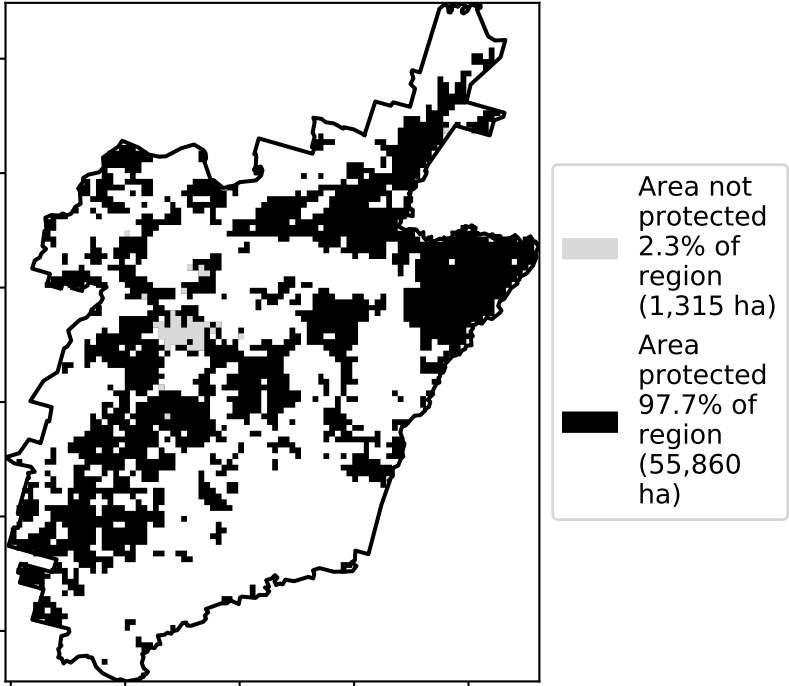 Area not
protected
2.3% of
region
(1,315 ha)
Area
protected
97.7% of
region
(55,860
ha)